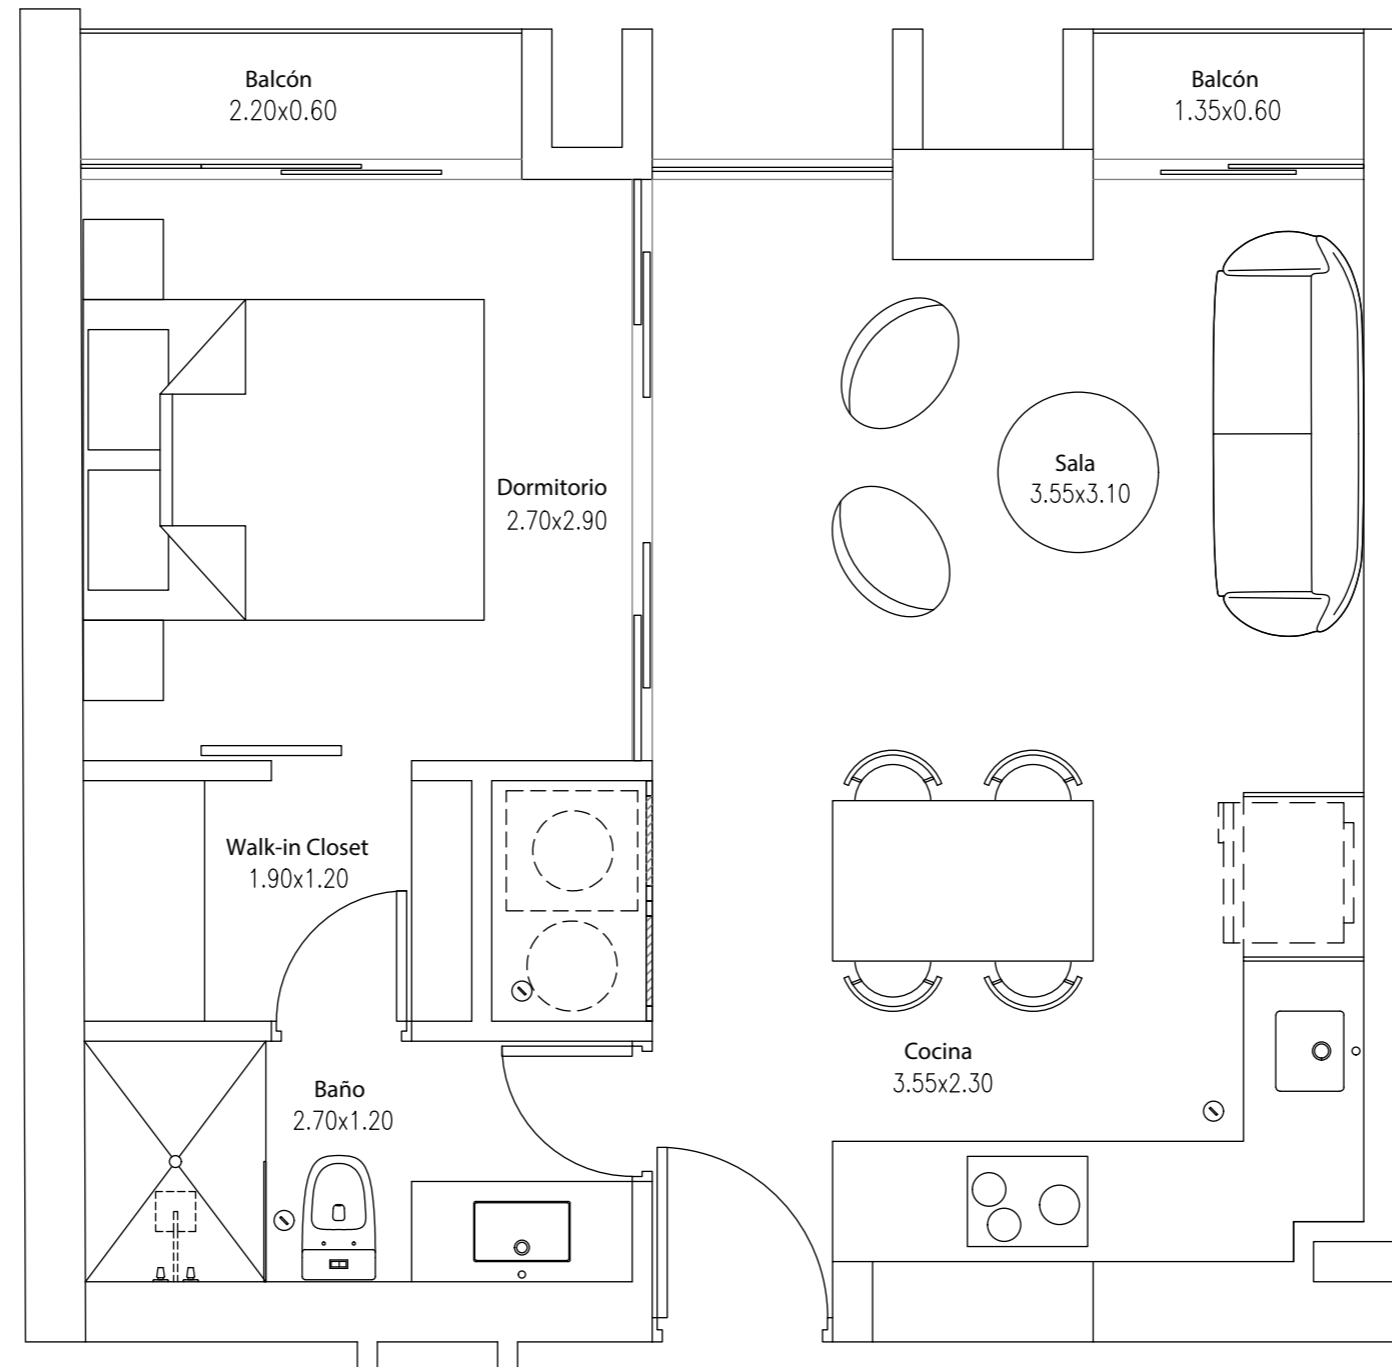 Balcón
2.20x0.60
Balcón
1.35x0.60
Sala
3.55x3.10
Dormitorio
2.70x2.90
Walk-in Closet
1.90x1.20
Cocina
3.55x2.30
Baño
2.70x1.20